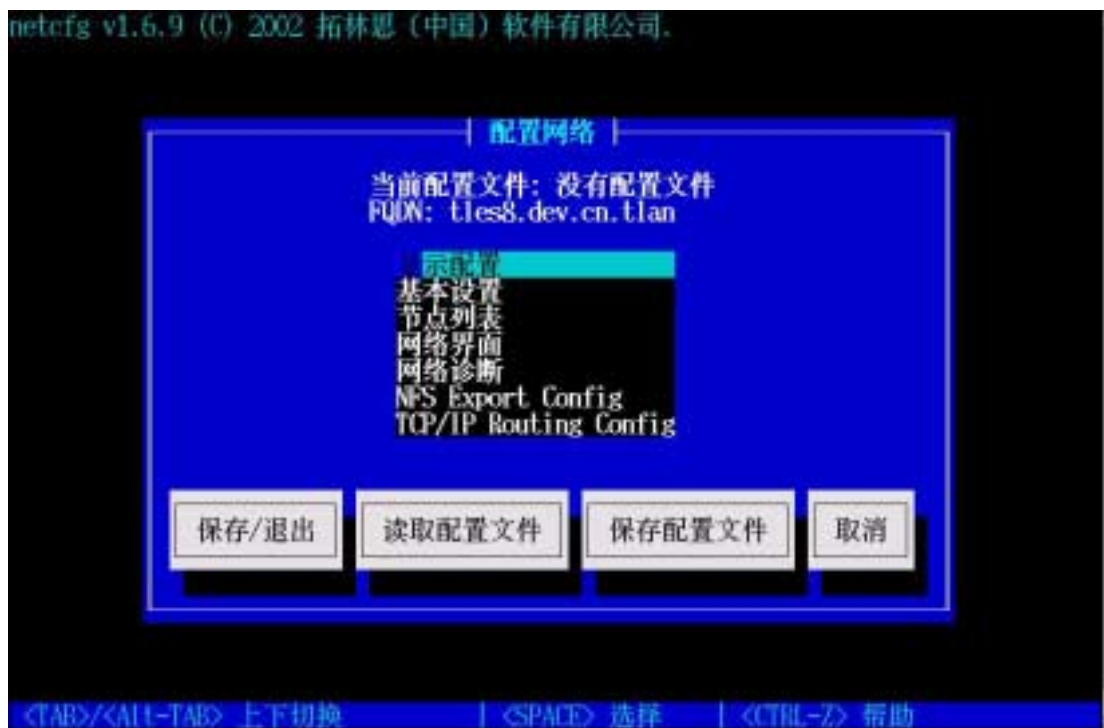 netcfg v1.6.9 (C) 2002 拓林思（中国）软件有限公司.
配置网络
当前配置文件: 没有配置文件
FQDN: tles8.dev.cn.tlan
示配置
基本设置
节点列表
网络界面
网络诊断
NFS Export Config
TCP/IP Routing Config
保存/退出 读取配置文件 保存配置文件 取消
<TAB>/<Alt-TAB> 上下切换 | <SPACE> 选择 | <CTRL-Z> 帮助